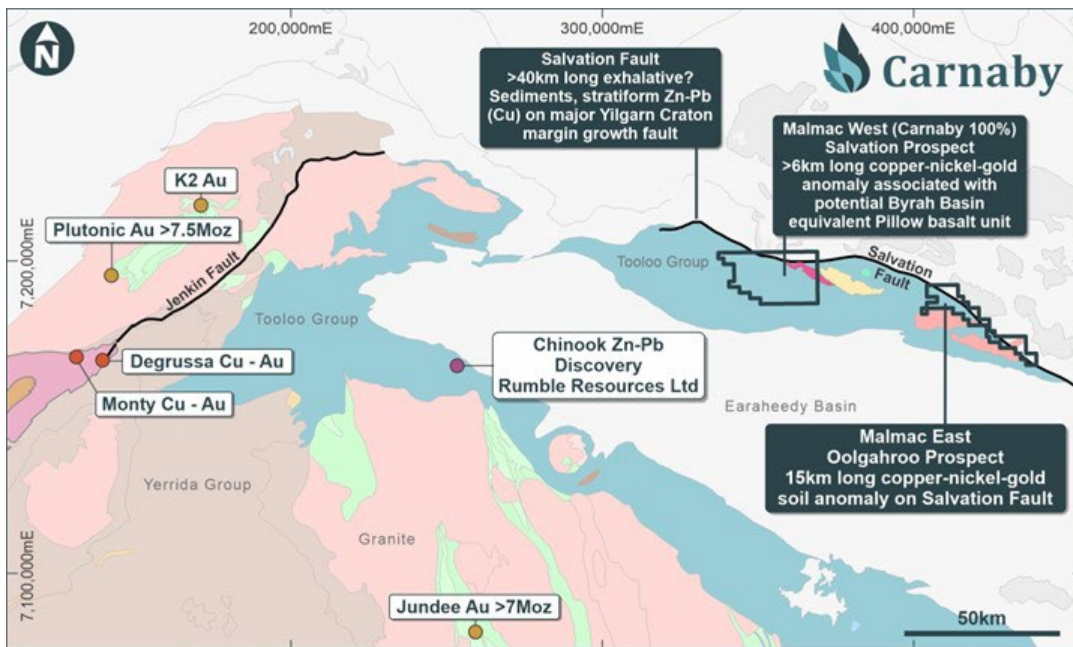 200,000mE
300,000mE
400,000mE
N
Salvation Fault
>40km long exhalative?
Sediments, stratiform Zn-Pb
(Cu) on major Yilgarn Craton
margin growth fault
Carnaby
Malmac West (Carnaby 100%)
Salvation Prospect
>6km long copper-nickel-gold
anomaly associated with
potential Byrah Basin
equivalent Pillow basalt unit
K2 Au
Plutonic Au >7.5Moz
7,200,000mE
Jenkin Fault
Tooloo Group
Salvation
Fault
Tooloo Group
Degrussa Cu - Au
Monty Cu - Au
Chinook Zn-Pb
Discovery
Rumble Resources Ltd
Earaheedy Basin
Malmac East
Oolgahroo Prospect
15km long copper-nickel-gold
soil anomaly on Salvation Fault
Yerrida Group
Granite
7,100,000mE
Jundee Au >7Moz
50km